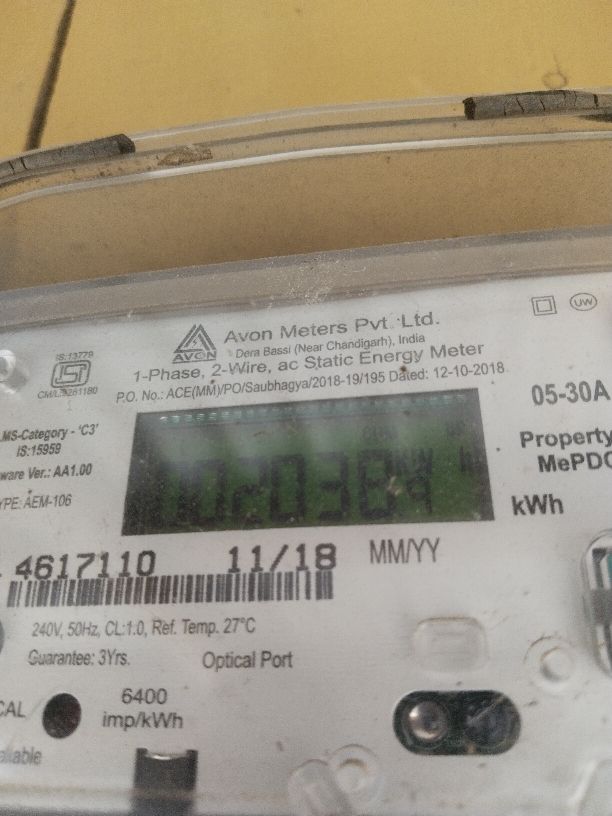 Avon Meters Pvt. Ltd.
AVON
Dera Bassi (Near Chandigarh), India
1-Phase, 2-Wire, ac Static Energy Meter
P.O. No.: ACE(MM)/PO/Saubhagya/2018-19/195 Dated: 12-10-2018
UW
IS:13779
ISI
05-30A
MS-Category - 'C3'
IS:15959
ware Ver.: AA1.00
YPE: AEM-106
Property
MePDC
kWh
4617110 11/18 MM/YY
240V, 50Hz, CL:1.0, Ref. Temp. 27°C
Guarantee: 3Yrs. Optical Port
CAL
6400
imp/kWh